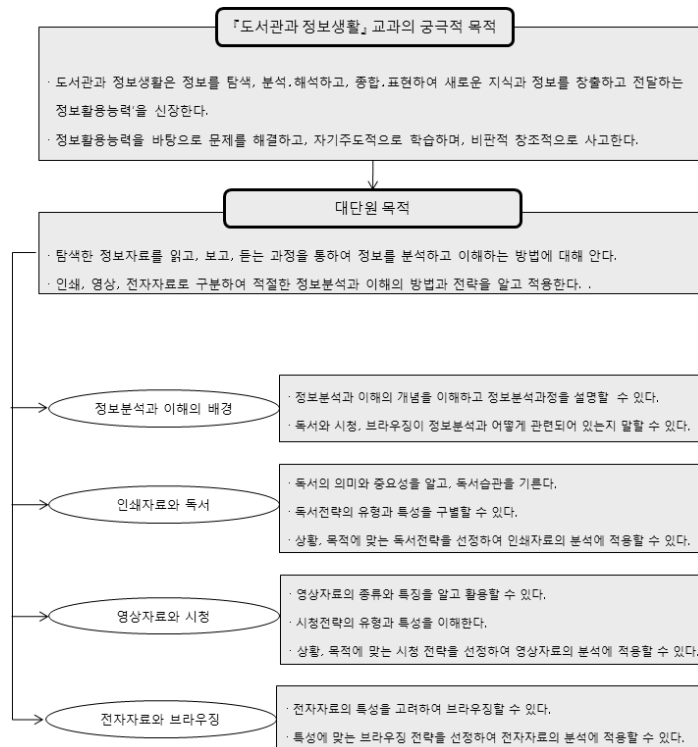 『도서관과 정보생활』 교과의 궁극적 목적
· 도서관과 정보생활은 정보를 탐색, 분석.해석하고, 종합.표현하여 새로운 지식과 정보를 창출하고 전달하는
정보활용능력'을 신장한다.
· 정보활용능력을 바탕으로 문제를 해결하고, 자기주도적으로 학습하며, 비판적 창조적으로 사고한다.
대단원 목적
· 탐색한 정보자료를 읽고, 보고, 듣는 과정을 통하여 정보를 분석하고 이해하는 방법에 대해 안다.
· 인쇄, 영상, 전자자료로 구분하여 적절한 정보분석과 이해의 방법과 전략을 알고 적용한다. .
정보분석과 이해의 배경
· 정보분석과 이해의 개념을 이해하고 정보분석과정을 설명할 수 있다.
· 독서와 시청, 브라우징이 정보분석과 어떻게 관련되어 있는지 말할 수 있다.
인쇄자료와 독서
· 독서의 의미와 중요성을 알고, 독서습관을 기른다.
· 독서전략의 유형과 특성을 구별할 수 있다.
· 상황, 목적에 맞는 독서전략을 선정하여 인쇄자료의 분석에 적용할 수 있다.
영상자료와 시청
· 영상자료의 종류와 특징을 알고 활용할 수 있다.
· 시청전략의 유형과 특성을 이해한다.
· 상황, 목적에 맞는 시청 전략을 선정하여 영상자료의 분석에 적용할 수 있다.
전자자료와 브라우징
· 전자자료의 특성을 고려하여 브라우징할 수 있다.
· 특성에 맞는 브라우징 전략을 선정하여 전자자료의 분석에 적용할 수 있다.